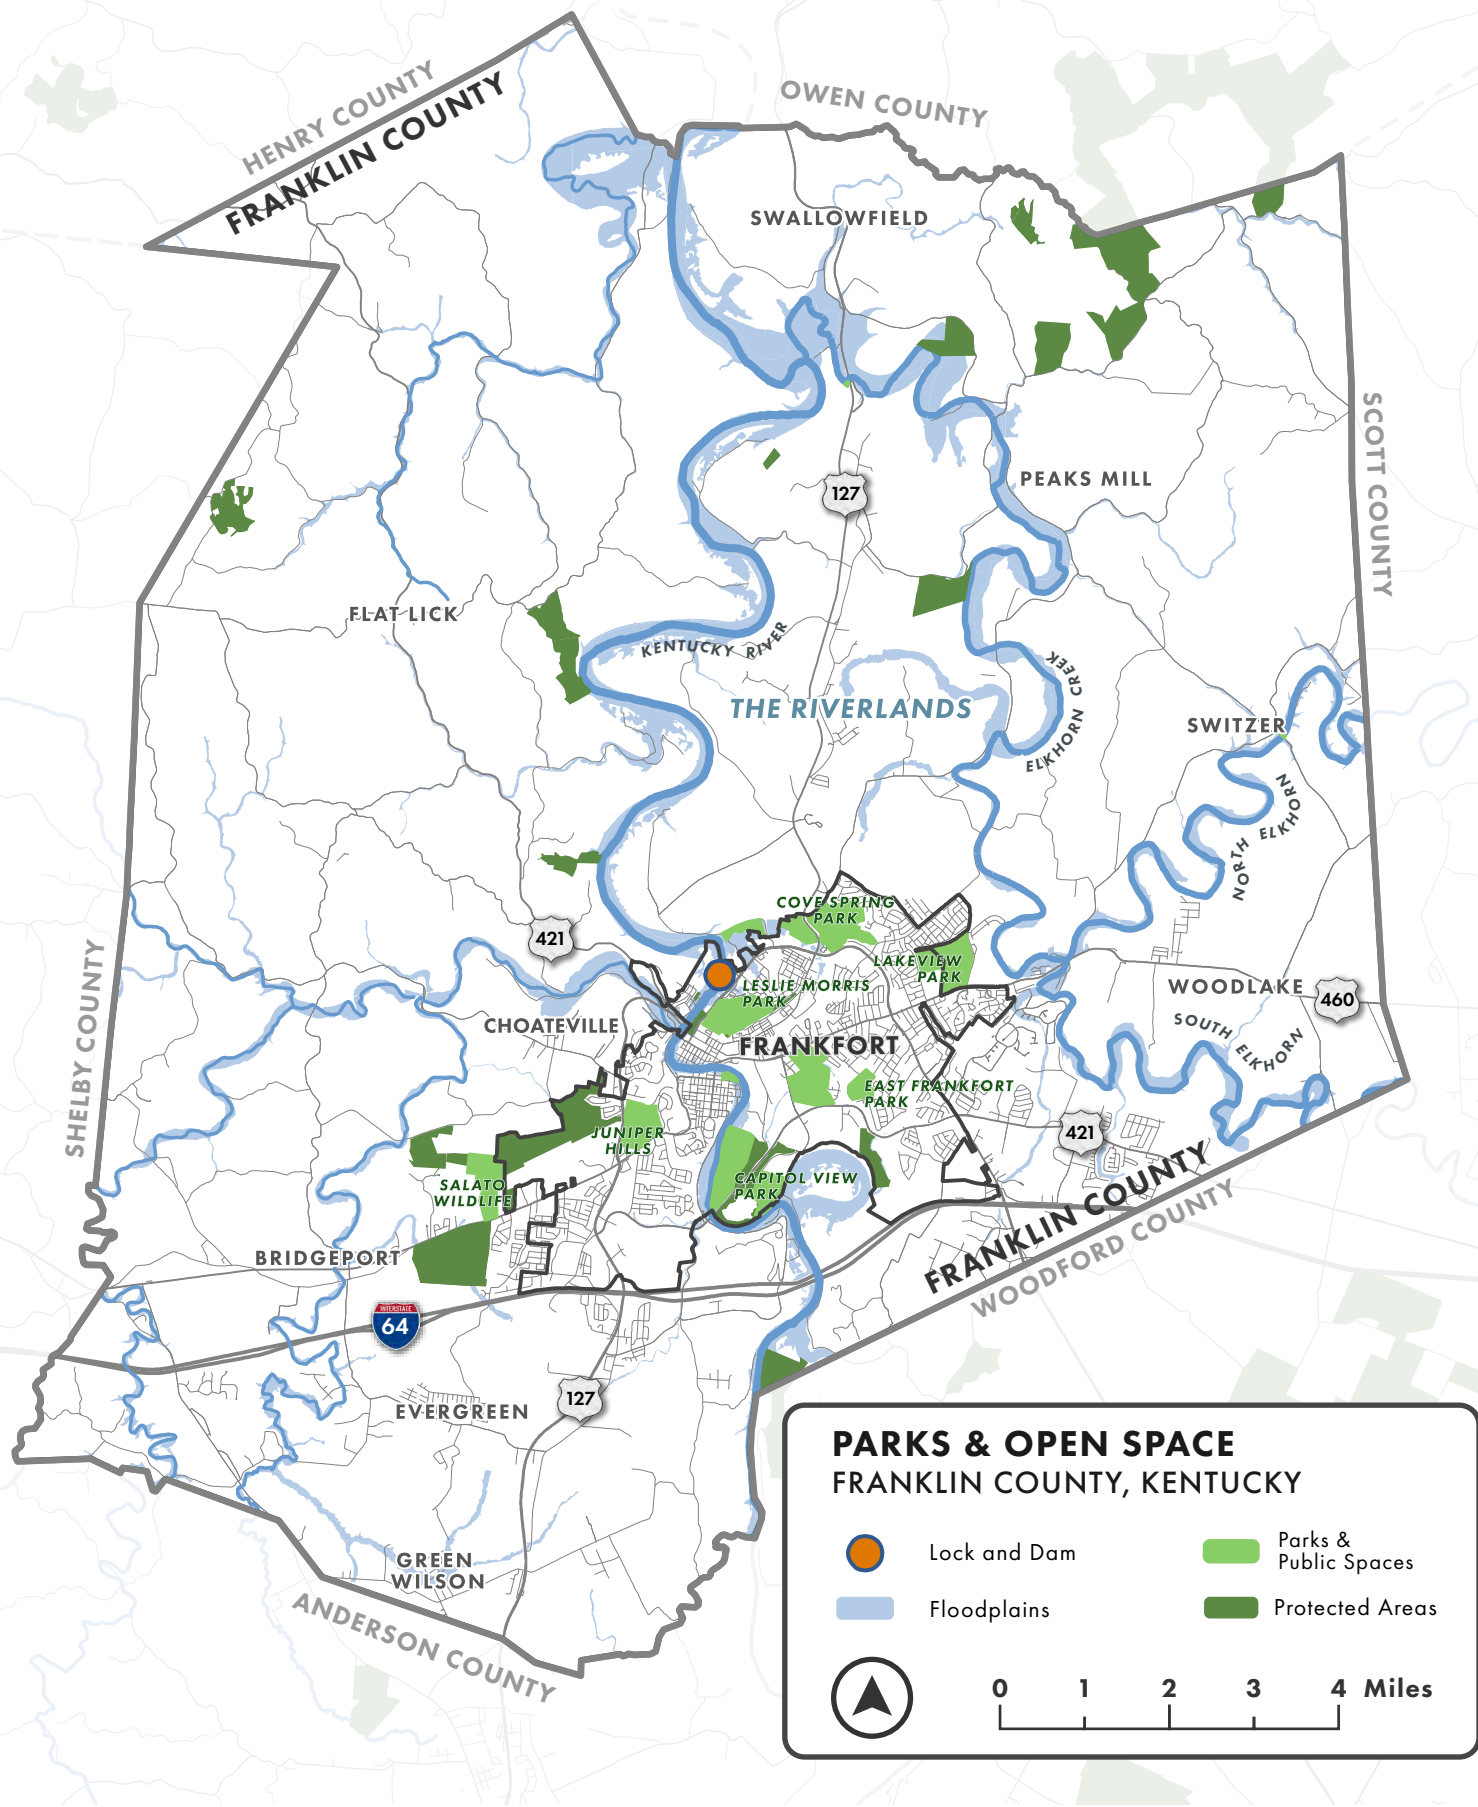 HENRY COUNTY
FRANKLIN COUNTY
OWEN COUNTY
SWALLOWFIELD
SCOTT COUNTY
PEAKS MILL
127
FLAT LICK
KENTUCKY RIVER
THE RIVERLANDS
ELKHORN CREEK
SWITZER
NORTH ELKHORN
COVE SPRING
PARK
421
LAKEVIEW
PARK
SHELBY COUNTY
LESLIE MORRIS
PARK
WOODLAKE
460
CHOATEVILLE
FRANKFORT
SOUTH ELKHORN
EAST FRANKFORT
PARK
421
JUNIPER
HILLS
SALATO
WILDLIFE
CAPITOL VIEW
PARK
BRIDGEPORT
FRANKLIN COUNTY
WOODFORD COUNTY
INTERSTATE
64
127
EVERGREEN
GREEN
WILSON
ANDERSON COUNTY
PARKS & OPEN SPACE
FRANKLIN COUNTY, KENTUCKY
Lock and Dam
Parks &
Public Spaces
Floodplains
Protected Areas
0 1 2 3 4 Miles